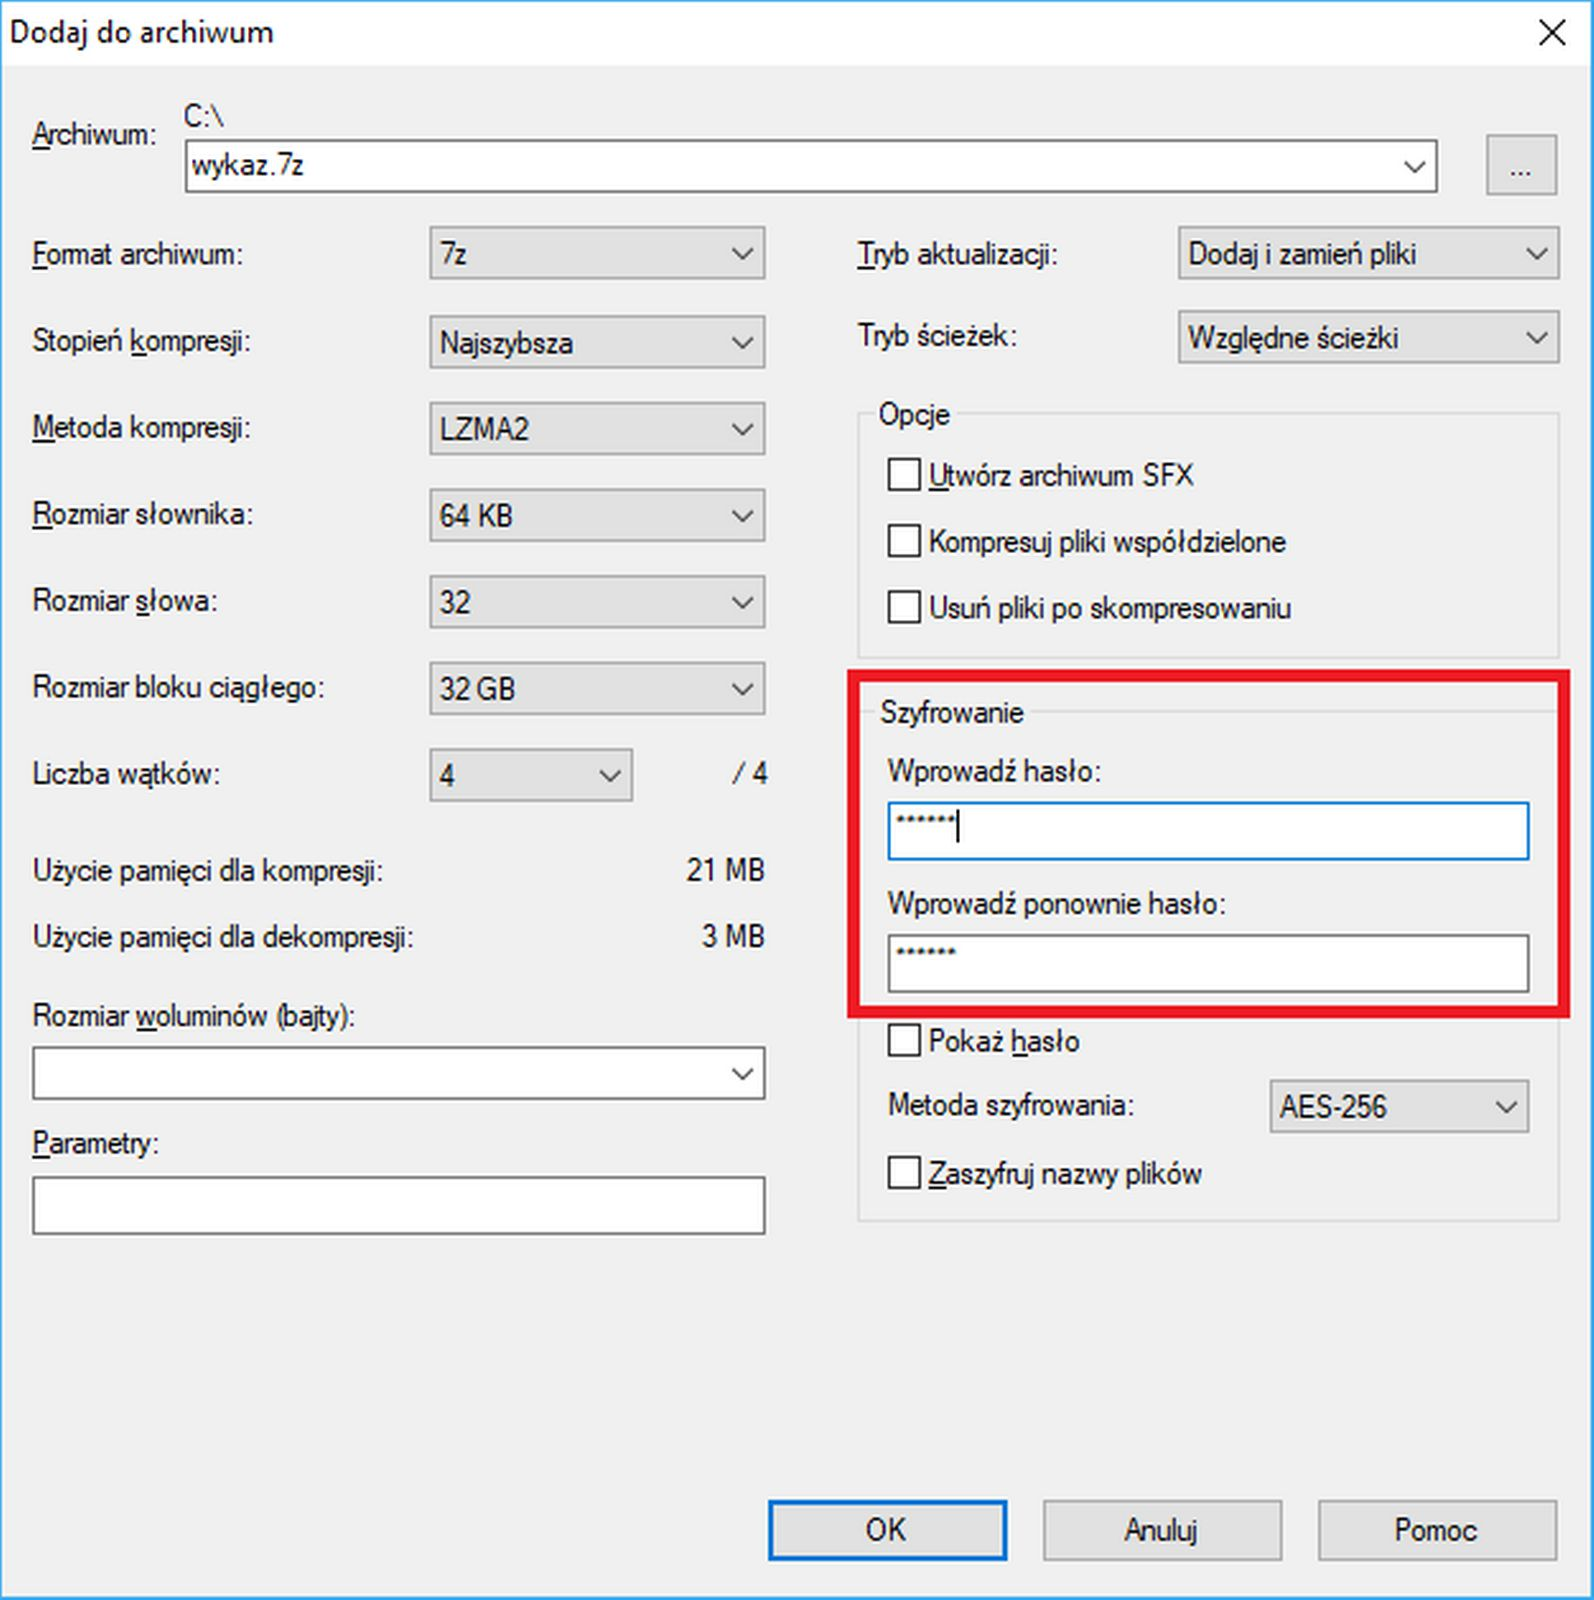 Dodaj do archiwum
Archiwum:
C:\
wykaz.7z
...
Format archiwum:
7z
Stopień kompresji:
Najszybsza
Metoda kompresji:
LZMA2
Rozmiar słownika:
64 KB
Rozmiar słowa:
32
Rozmiar bloku ciągłego:
32 GB
Liczba wątków:
4
/ 4
Użycie pamięci dla kompresji:
21 MB
Użycie pamięci dla dekompresji:
3 MB
Rozmiar woluminów (bajty):
Parametry:
Tryb aktualizacji:
Dodaj i zamień pliki
Tryb ścieżek:
Względne ścieżki
Opcje
Utwórz archiwum SFX
Kompresuj pliki współdzielone
Usuń pliki po skompresowaniu
Szyfrowanie
Wprowadź hasło:
******
Wprowadź ponownie hasło:
******
Pokaż hasło
Metoda szyfrowania:
AES-256
Zaszyfruj nazwy plików
OK
Anuluj
Pomoc